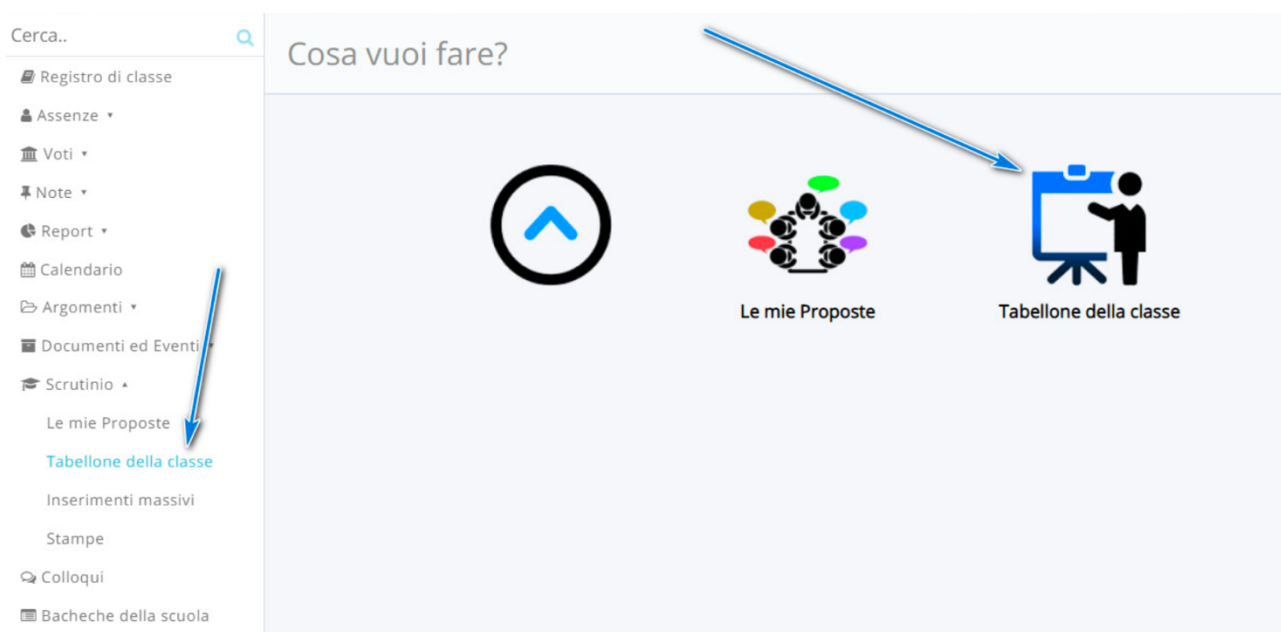 Cerca..
Registro di classe
Assenze
Voti
Note
Report
Calendario
Argomenti
Documenti ed Eventi
Scrutinio
Le mie Proposte
Tabellone della classe
Inserimenti massivi
Stampe
Colloqui
Bacheche della scuola
Cosa vuoi fare?
Le mie Proposte
Tabellone della classe